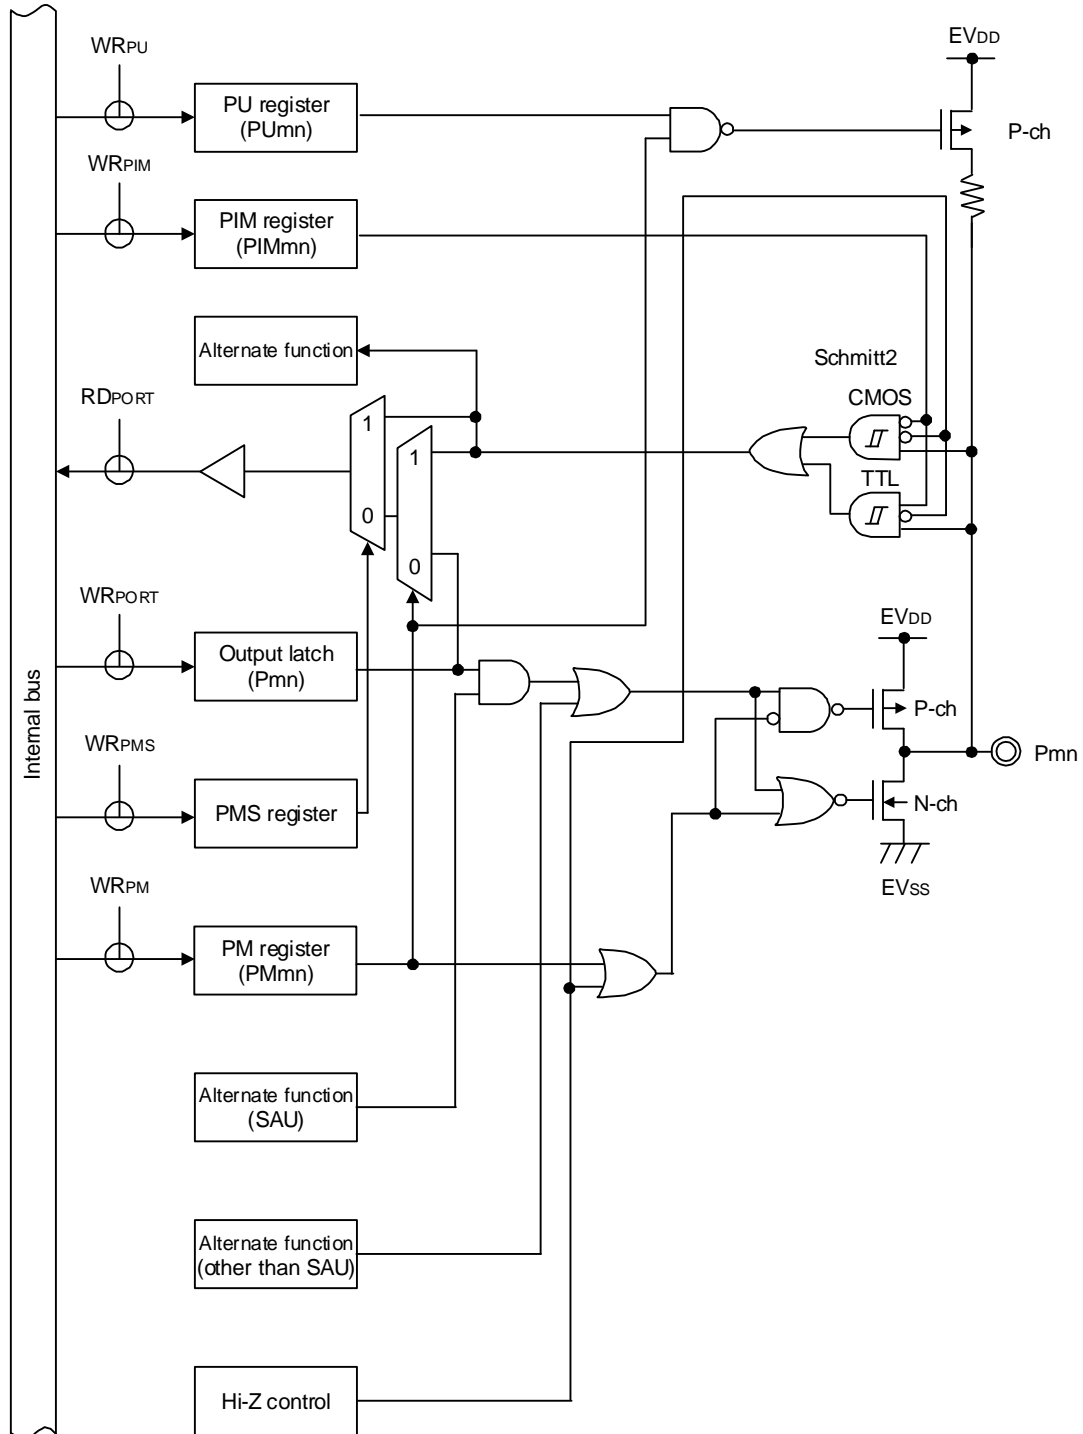 EVDD
WRPU
PU register
(PUmn)
P-ch
WRPIM
PIM register
(PIMmn)
Alternate function
Schmitt2
CMOS
RDPORT
1
1
TTL
0
0
WRPORT
EVDD
Output latch
(Pmn)
P-ch
Internal bus
WRPMS
Pmn
PMS register
N-ch
WRPM
EVSS
PM register
(PMmn)
Alternate function
(SAU)
Alternate function
(other than SAU)
Hi-Z control